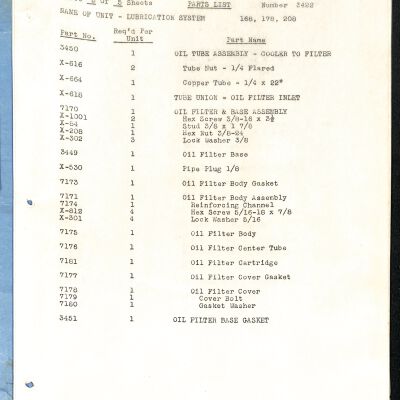 of 5 Sheets PARTS LIST Number 3422
NAME OF UNIT - LUBRICATION SYSTEM 168, 178, 208
Part No. Req'd Per Unit Part Name
3450 1 OIL TUBE ASSEMBLY - COOLER TO FILTER
X-616 2 Tube Nut - 1/4 Flared
X-664 1 Copper Tube - 1/4 x 22"
X-618 1 TUBE UNION - OIL FILTER INLET
7170 1 OIL FILTER & BASE ASSEMBLY
X-1001 2 Hex Screw 3/8-16 x 3½
X-64 1 Stud 3/8 x 1 7/8
X-208 1 Hex Nut 3/8-24
X-302 3 Lock Washer 3/8
3449 1 Oil Filter Base
X-530 1 Pipe Plug 1/8
7173 1 Oil Filter Body Gasket
7171 1 Oil Filter Body Assembly
7174 1 Reinforcing Channel
X-812 4 Hex Screw 5/16-18 x 7/8
X-301 4 Lock Washer 5/16
7175 1 Oil Filter Body
7176 1 Oil Filter Center Tube
7181 1 Oil Filter Cartridge
7177 1 Oil Filter Cover Gasket
7178 1 Oil Filter Cover
7179 1 Cover Bolt
7180 1 Gasket Washer
3451 1 OIL FILTER BASE GASKET